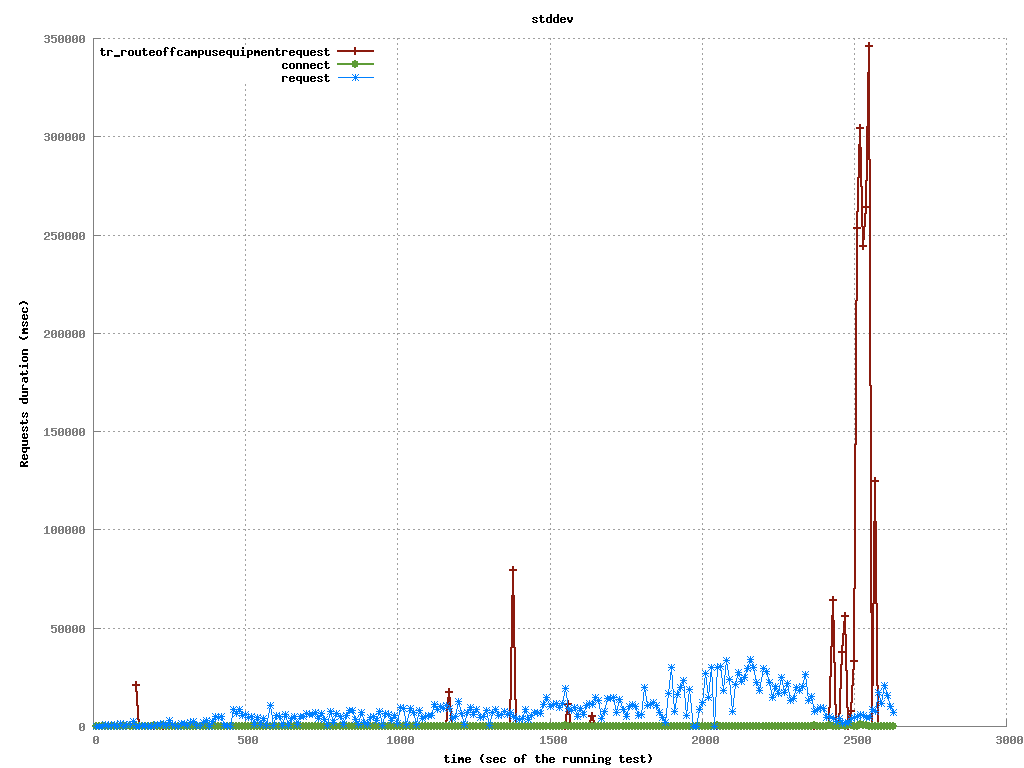 stddev
tr_routeoffcampusequipmentrequest
connect
request
350000
300000
250000
200000
150000
100000
50000
0
Requests duration (msec)
0 500 1000 1500 2000 2500 3000
time (sec of the running test)